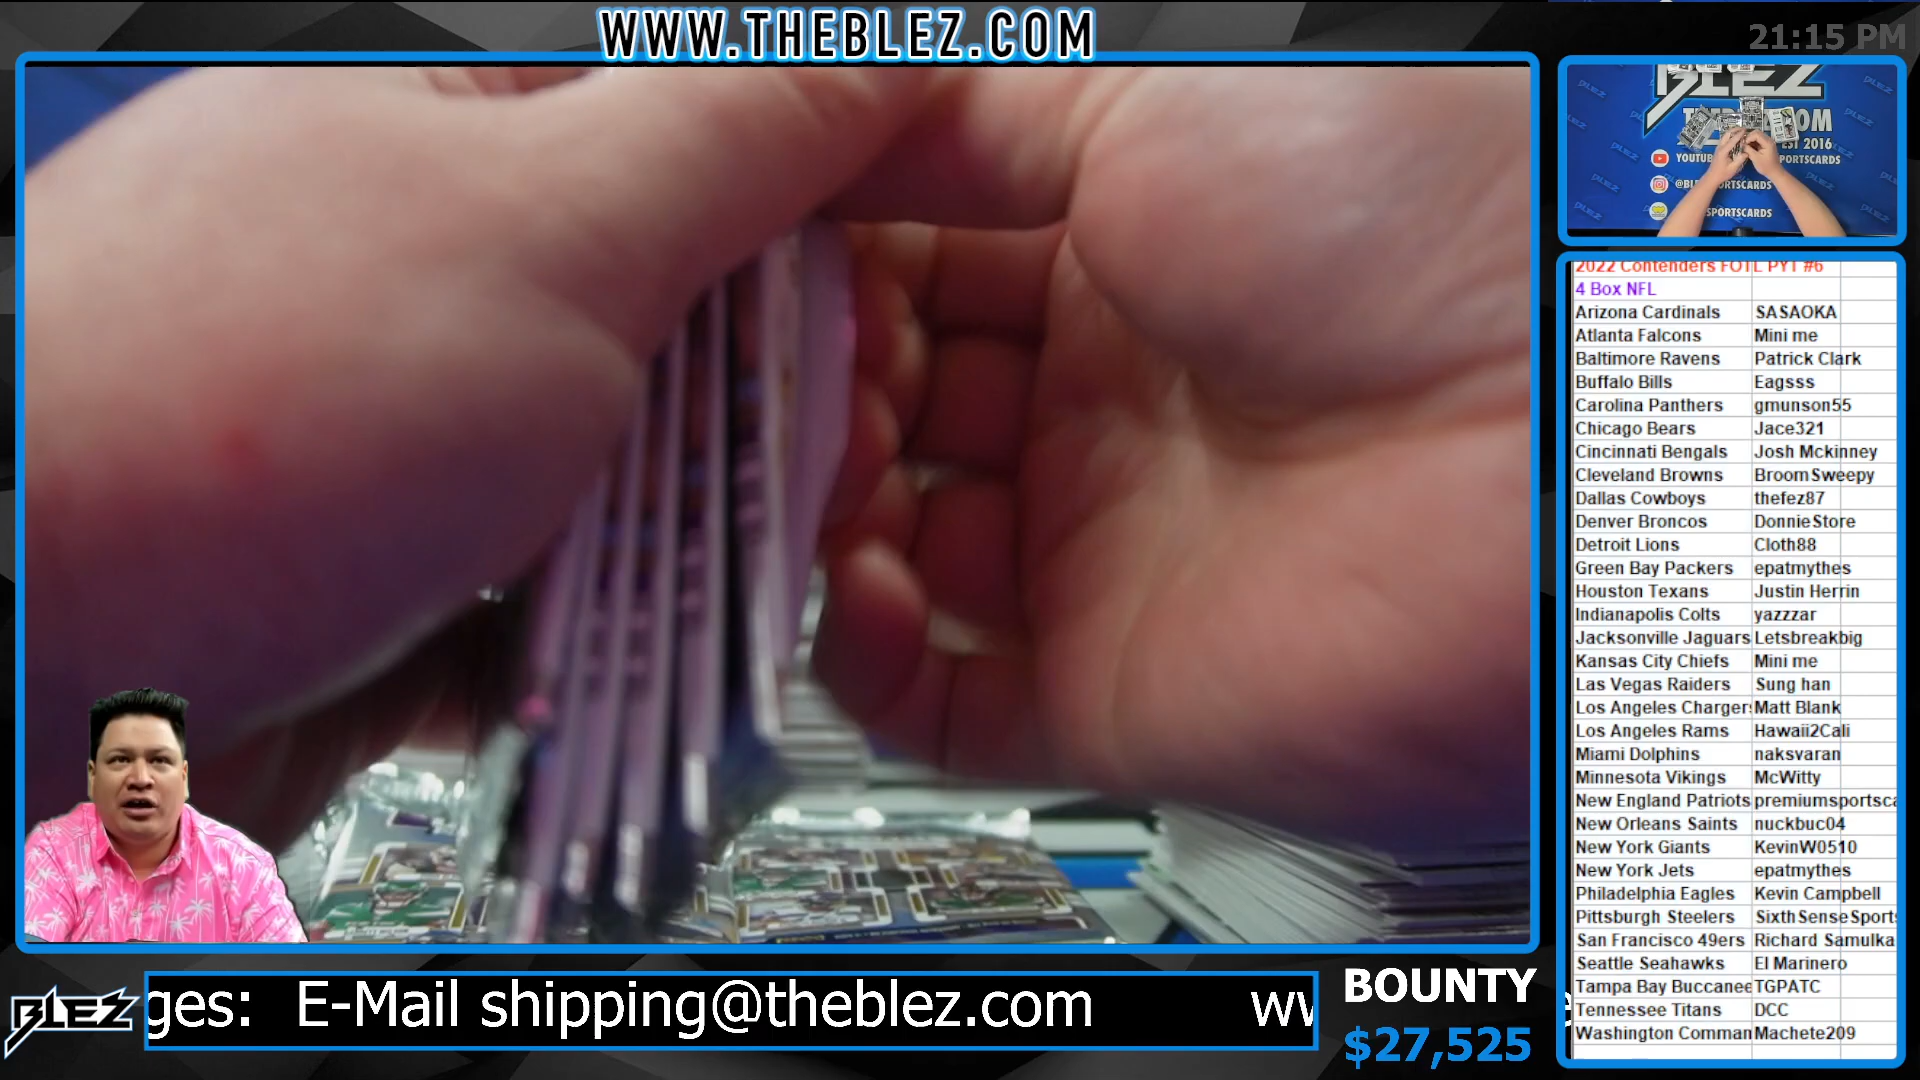 WWW.THEBLEZ.COM
21:15 PM
BLEZ
EST 2016
2022 Contenders FOTL PYT #6
4 Box NFL
Arizona Cardinals SASAOKA
Atlanta Falcons Mini me
Baltimore Ravens Patrick Clark
Buffalo Bills Eagsss
Carolina Panthers gmunson55
Chicago Bears Jace321
Cincinnati Bengals Josh Mckinney
Cleveland Browns BroomSweepy
Dallas Cowboys thefez87
Denver Broncos DonnieStore
Detroit Lions Cloth88
Green Bay Packers epatmythes
Houston Texans Justin Herrin
Indianapolis Colts yazzzar
Jacksonville Jaguars Letsbreakbig
Kansas City Chiefs Mini me
Las Vegas Raiders Sung han
Los Angeles Charger Matt Blank
Los Angeles Rams Hawaii2Cali
Miami Dolphins naksvaran
Minnesota Vikings McWitty
New England Patriots premiumsportsca
New Orleans Saints nuckbuc04
New York Giants KevinW0510
New York Jets epatmythes
Philadelphia Eagles Kevin Campbell
Pittsburgh Steelers SixthSenseSports
San Francisco 49ers Richard Samulka
Seattle Seahawks El Marinero
Tampa Bay Buccanee TGPATC
Tennessee Titans DCC
Washington Comman Machete209
BLEZ
ges: E-Mail shipping@theblez.com
BOUNTY
$27,525